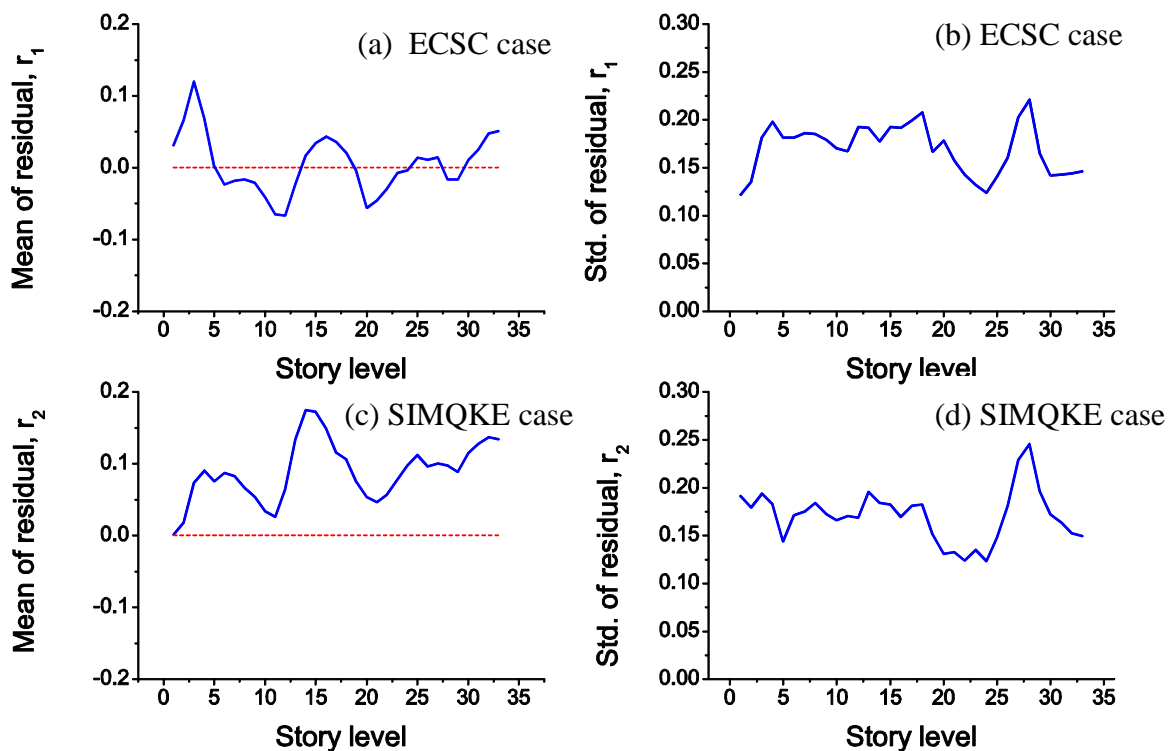 (a) ECSC case
Mean of residual, r1
0.2
0.1
0.0
-0.1
-0.2
0 5 10 15 20 25 30 35
Story level
(b) ECSC case
Std. of residual, r1
0.30
0.25
0.20
0.15
0.10
0.05
0.00
0 5 10 15 20 25 30 35
Story level
(c) SIMQKE case
Mean of residual, r2
0.2
0.1
0.0
-0.1
-0.2
0 5 10 15 20 25 30 35
Story level
(d) SIMQKE case
Std. of residual, r2
0.30
0.25
0.20
0.15
0.10
0.05
0.00
0 5 10 15 20 25 30 35
Story level